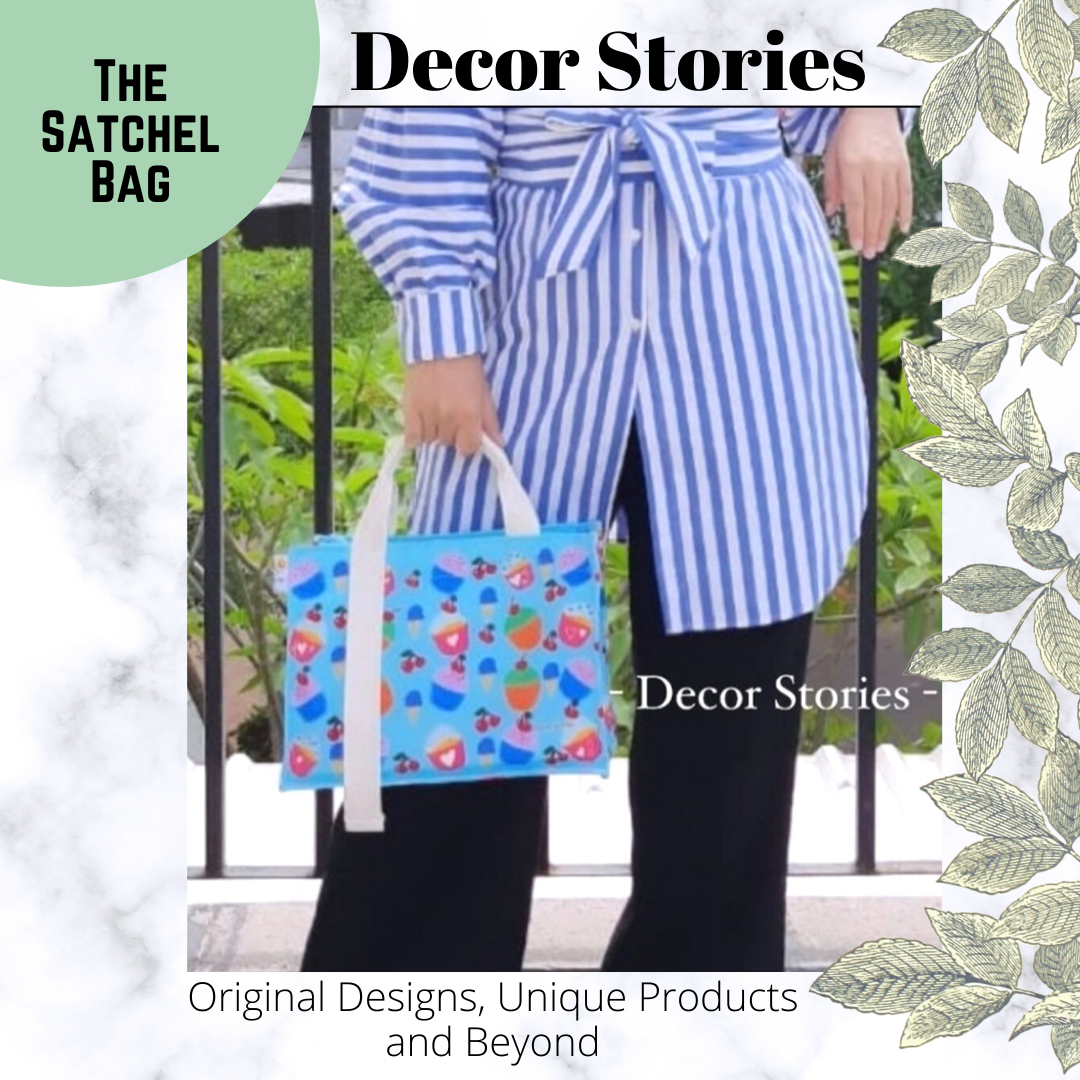 The
Satchel
Bag
Decor Stories
- Decor Stories -
Original Designs, Unique Products
and Beyond